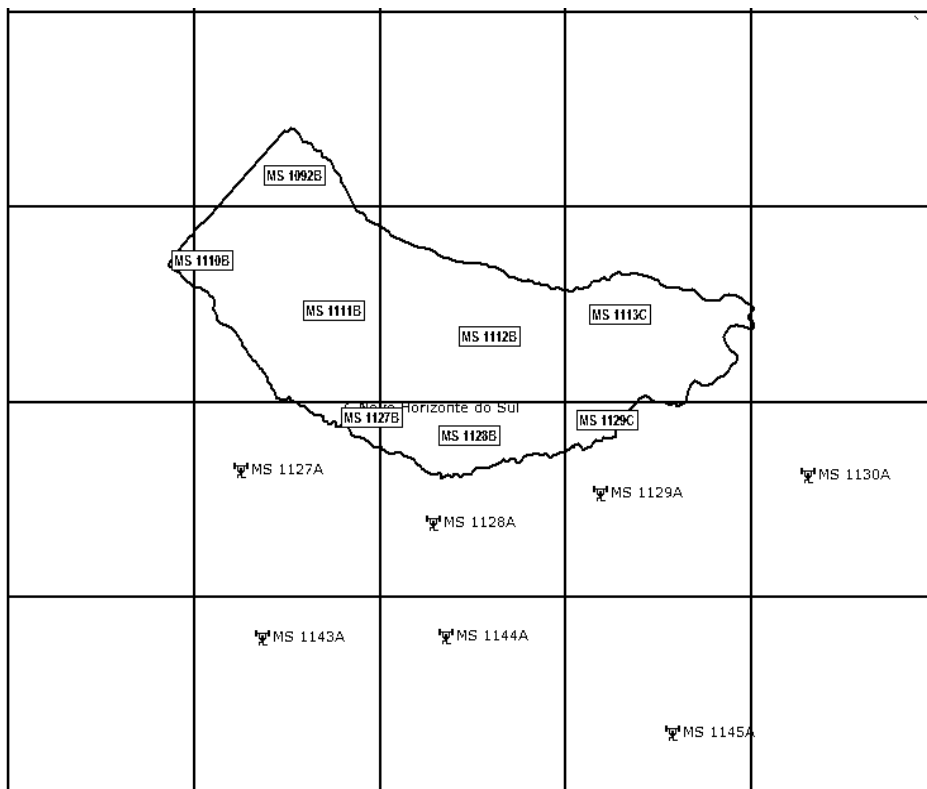 MS 1092B
MS 1110B
MS 1111B
MS 1113C
MS 1112B
Novo Horizonte do Sul
MS 1127B
MS 1129C
MS 1128B
MS 1127A
MS 1130A
MS 1129A
MS 1128A
MS 1143A
MS 1144A
MS 1145A